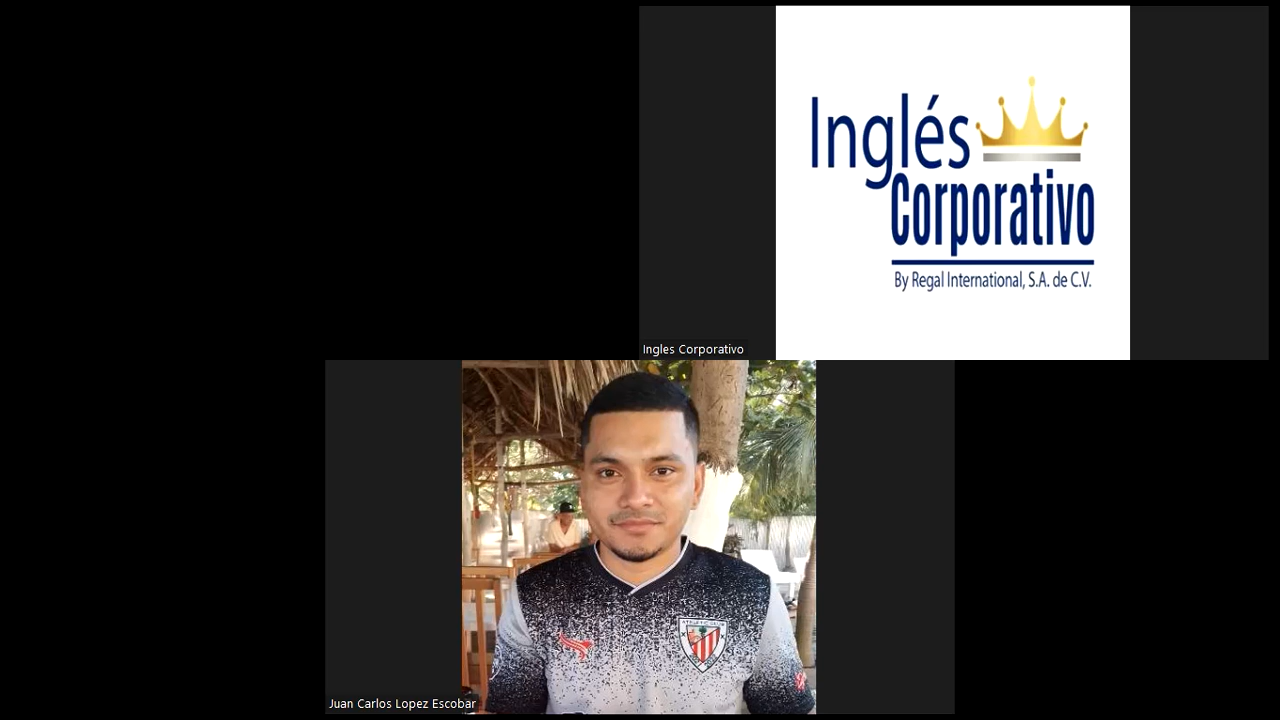 Inglés
Corporativo
By Regal International, S.A. de C.V.
Ingles Corporativo
Juan Carlos Lopez Escobar